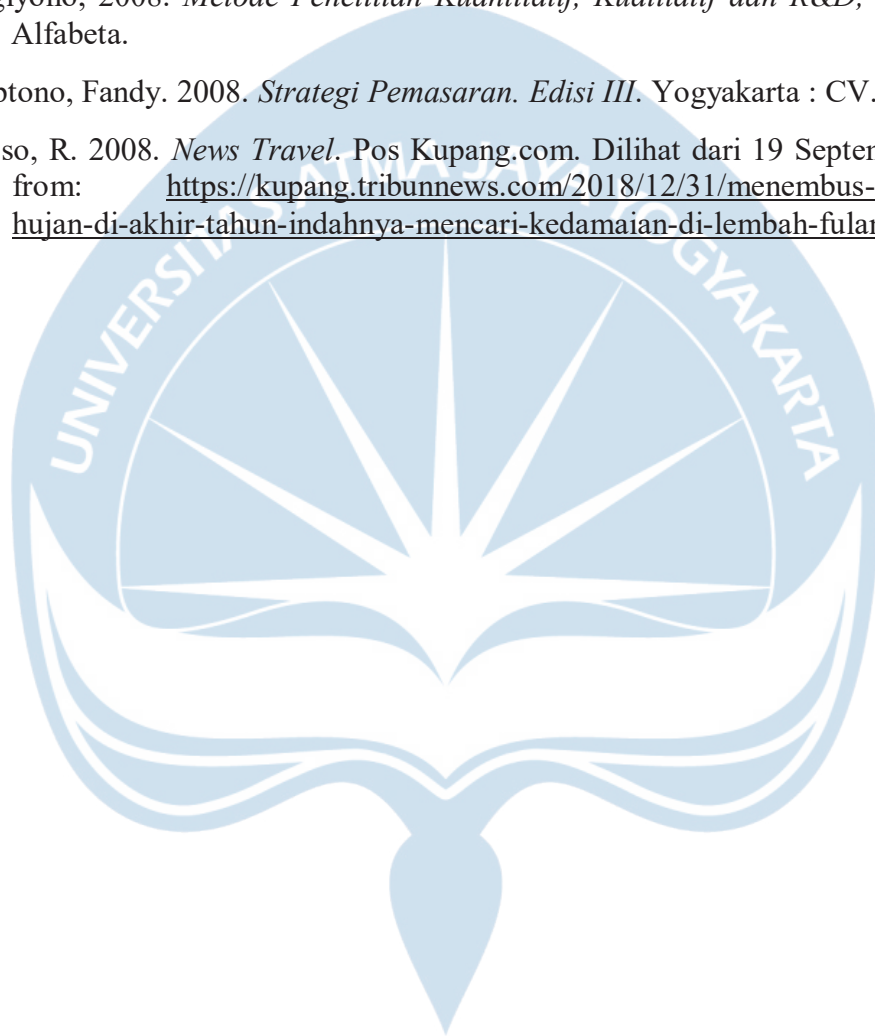 giyono, 2008. Metode Penelitian Kuantitatif, Kualitatif dan R&D,
Alfabeta.
ptono, Fandy. 2008. Strategi Pemasaran. Edisi III. Yogyakarta : CV.
so, R. 2008. News Travel. Pos Kupang.com. Dilihat dari 19 Septem
from: https://kupang.tribunnews.com/2018/12/31/menembus-
hujan-di-akhir-tahun-indahnya-mencari-kedamaian-di-lembah-fular
UNIVERSITAS ATMA JAYA YOGYAKARTA